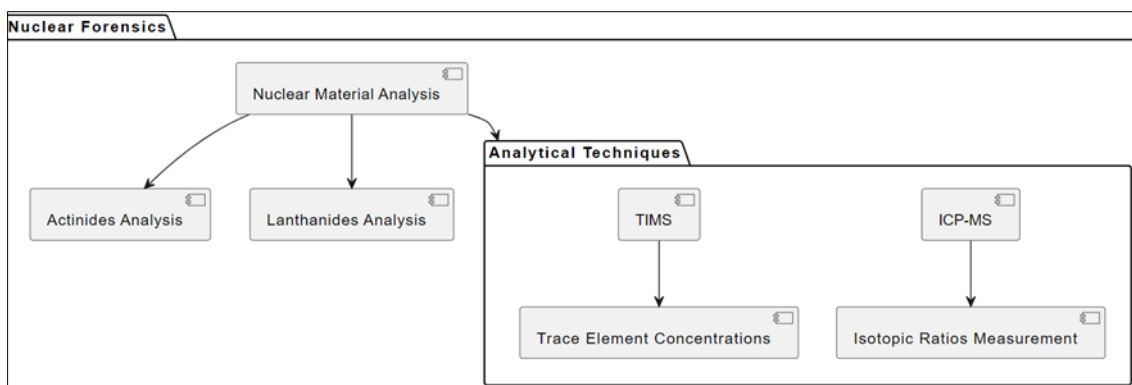 Nuclear Forensics
Nuclear Material Analysis
Analytical Techniques
Actinides Analysis
Lanthanides Analysis
TIMS
ICP-MS
Trace Element Concentrations
Isotopic Ratios Measurement